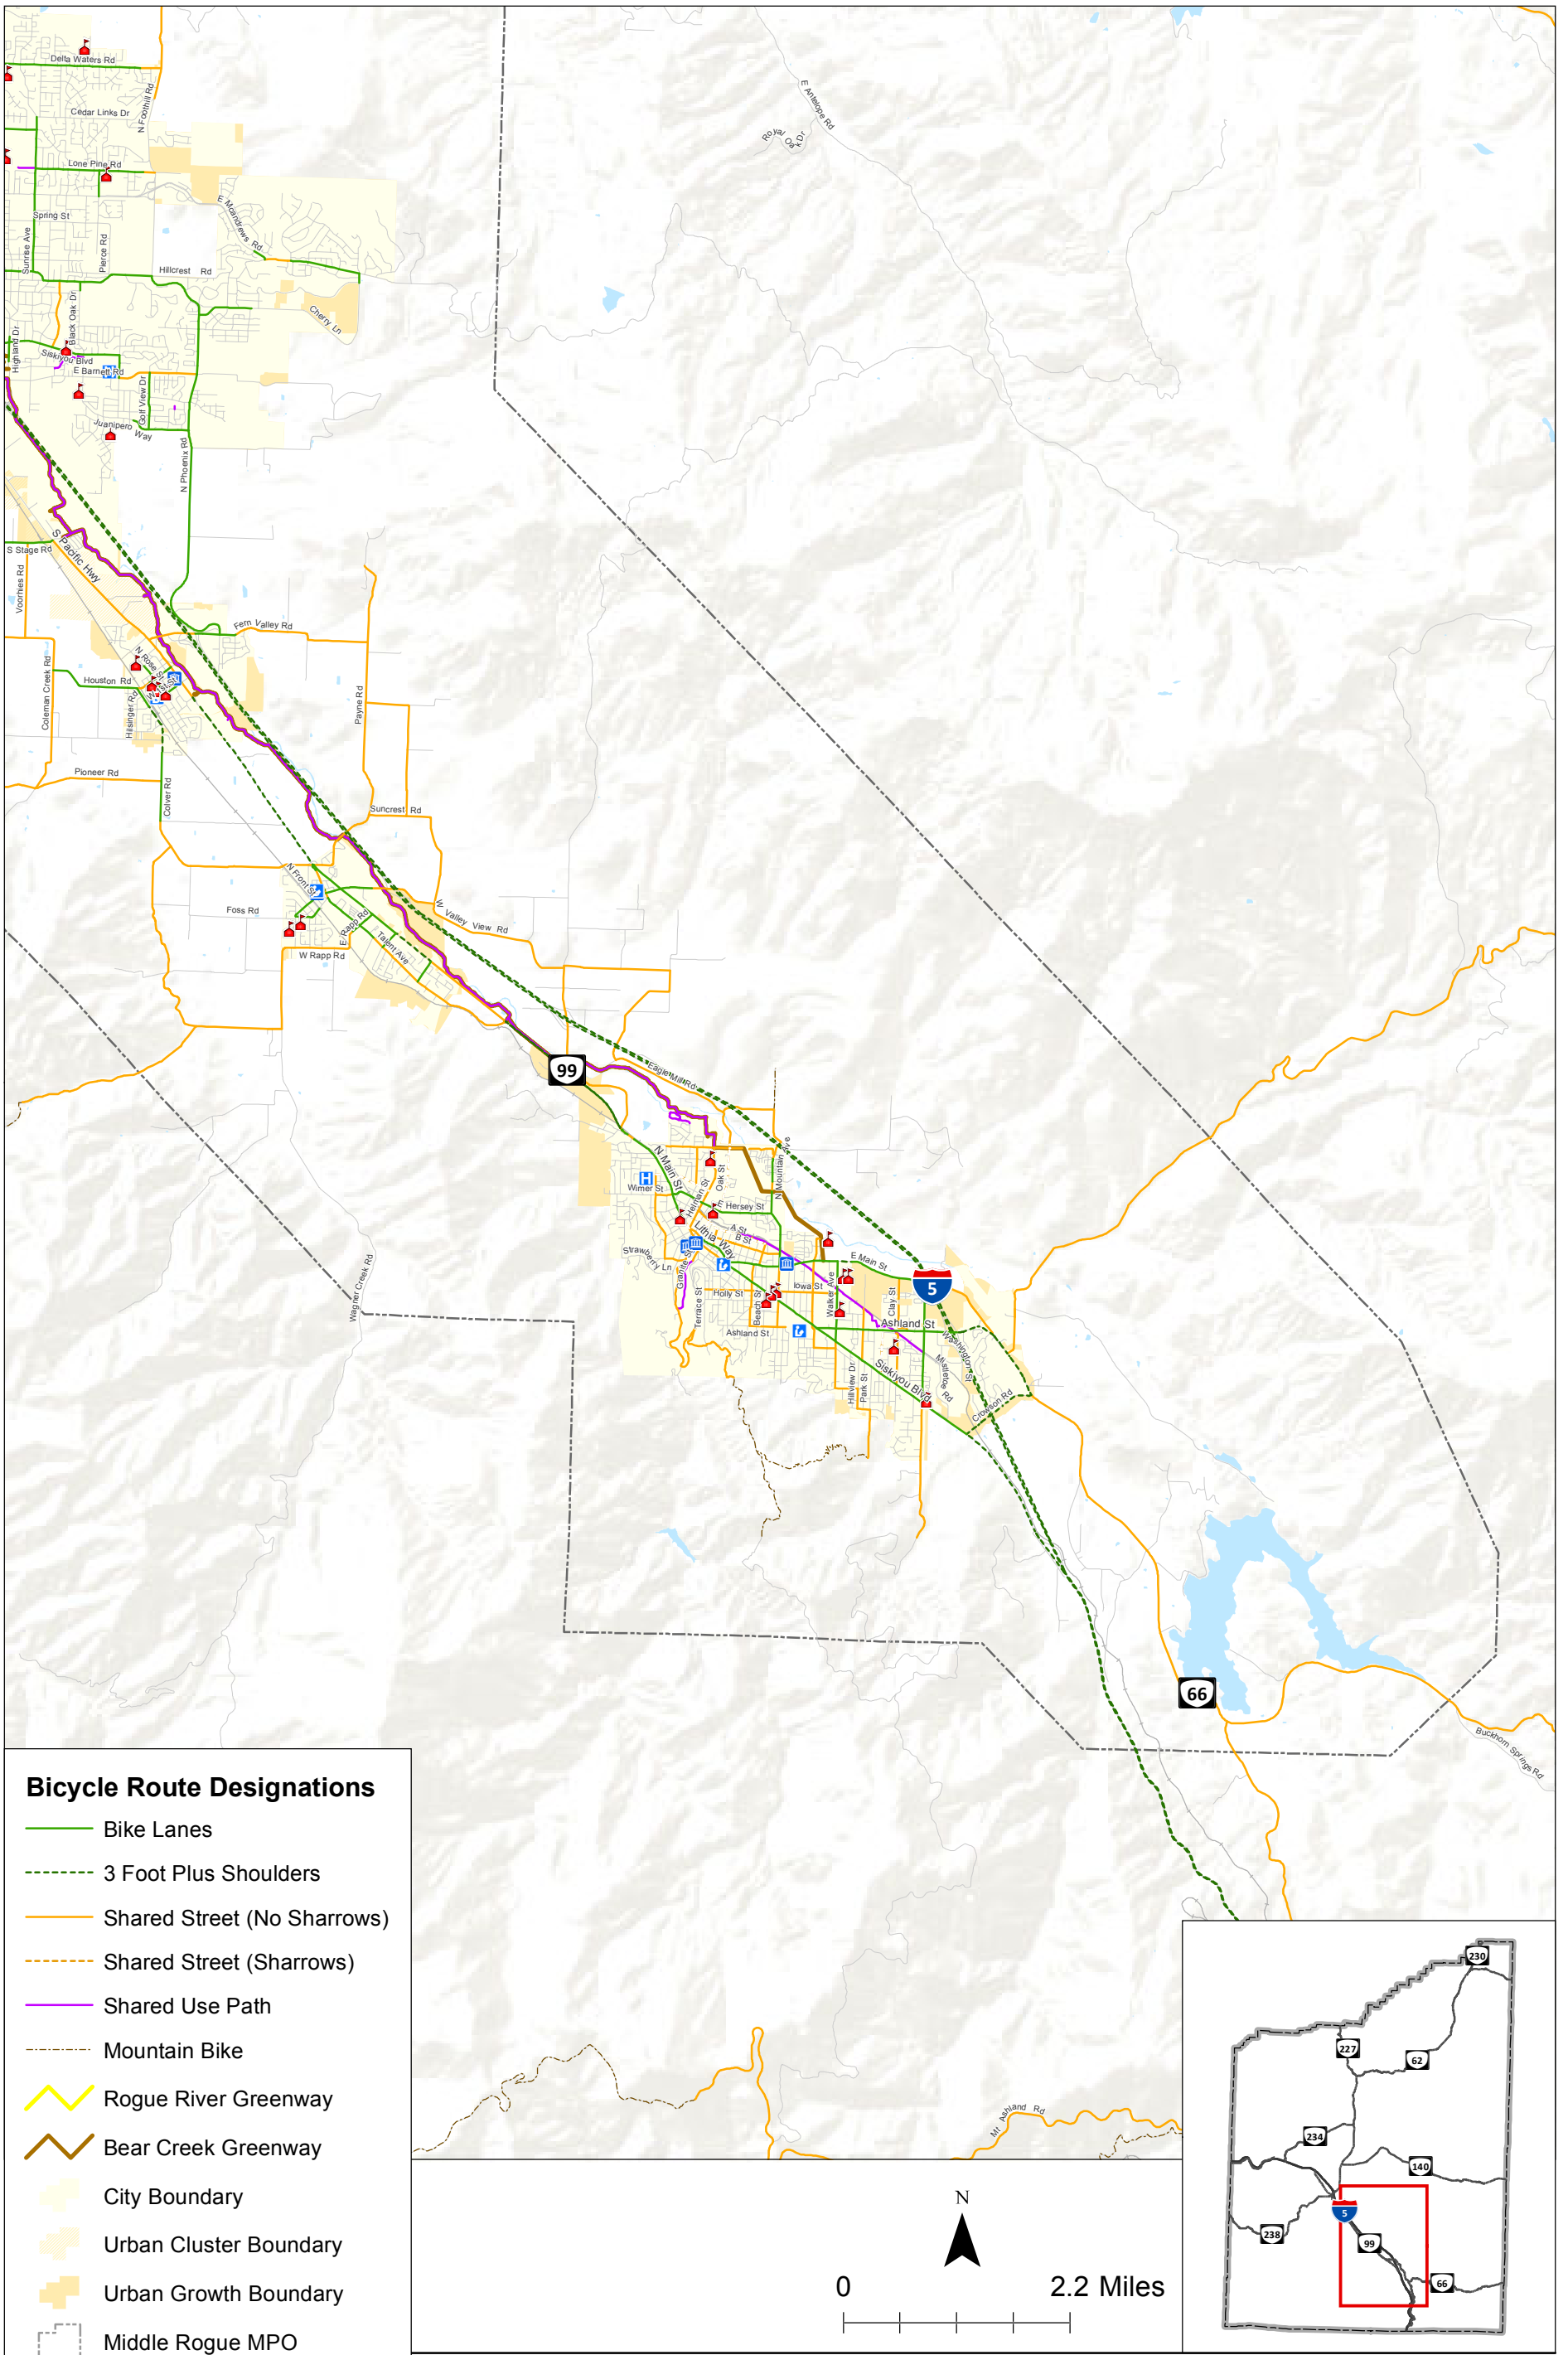 Delta Waters Rd
N Foothill Rd
Cedar Links Dr
E Antelope Rd
Royal Oak Dr
Lone Pine Rd
Spring St
Sunrise Ave
Pierce Rd
E Mcandrews Rd
Hillcrest Rd
Cherry Ln
Highland Dr
Black Oak Dr
Siskiyou Blvd
E Barnett Rd
Golf View Dr
Juanipero Way
N Phoenix Rd
S Stage Rd
S Pacific Hwy
Voorhies Rd
Fern Valley Rd
N Rose St
Houston Rd
Coleman Creek Rd
Hilsinger Rd
Payne Rd
Pioneer Rd
Colver Rd
Suncrest Rd
N Front St
Foss Rd
E Rapp Rd
W Valley View Rd
W Rapp Rd
Talent Ave
99
Eagle Mill Rd
N Main St
H
Wimer St
Helman St
Oak St
N Mountain Ave
E Hersey St
A St
B St
Lithia Way
Strawberry Ln
Granite St
E Main St
5
Wagner Creek Rd
Terrace St
Holly St
Beach St
Iowa St
Walker Ave
Clay St
Ashland St
Ashland St
Washington St
Hillview Dr
Park St
Siskiyou Blvd
Mistletoe Rd
Crowson Rd
66
Buckhorn Springs Rd
Mt Ashland Rd
Bicycle Route Designations
Bike Lanes
3 Foot Plus Shoulders
Shared Street (No Sharrows)
Shared Street (Sharrows)
Shared Use Path
Mountain Bike
Rogue River Greenway
Bear Creek Greenway
City Boundary
Urban Cluster Boundary
Urban Growth Boundary
Middle Rogue MPO
N
0 2.2 Miles
230
227
62
234
140
5
238
99
66